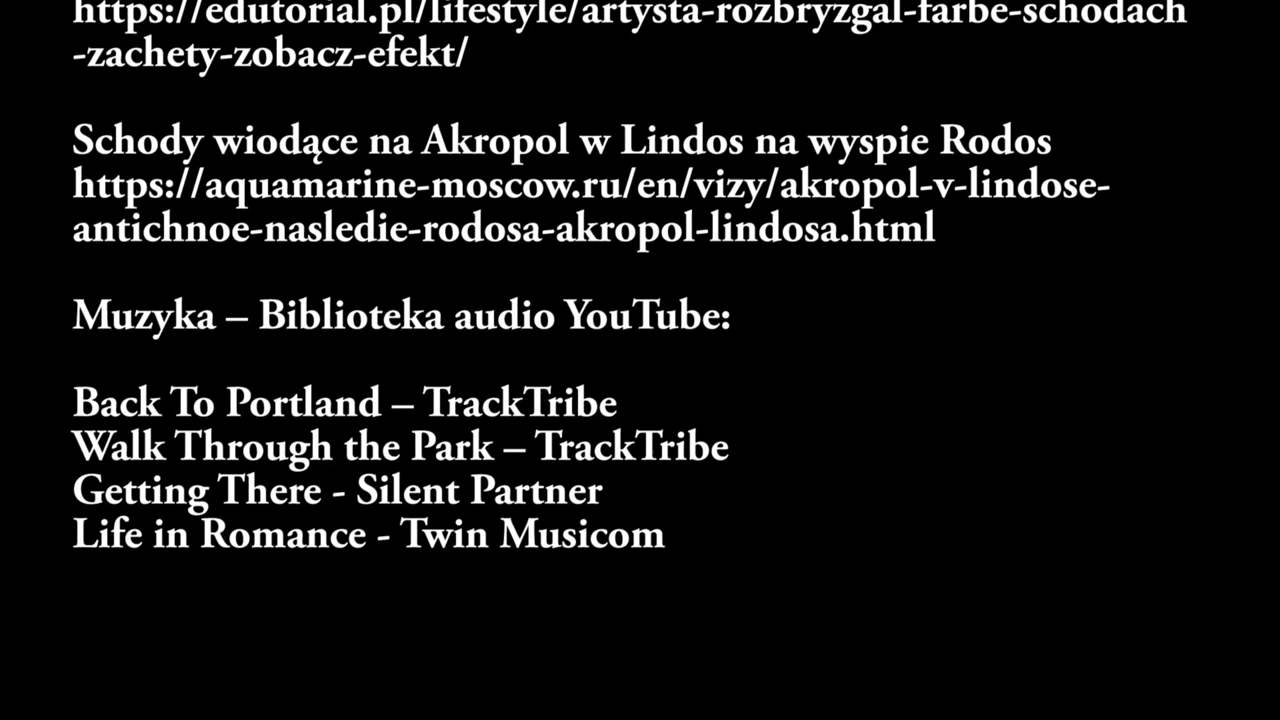 https://edutorial.pl/lifestyle/artysta-rozbryzgal-farbe-schodach
-zachety-zobacz-efekt/
Schody wiodące na Akropol w Lindos na wyspie Rodos
https://aquamarine-moscow.ru/en/vizy/akropol-v-lindose-
antichnoe-nasledie-rodosa-akropol-lindosa.html
Muzyka – Biblioteka audio YouTube:
Back To Portland – TrackTribe
Walk Through the Park – TrackTribe
Getting There - Silent Partner
Life in Romance - Twin Musicom